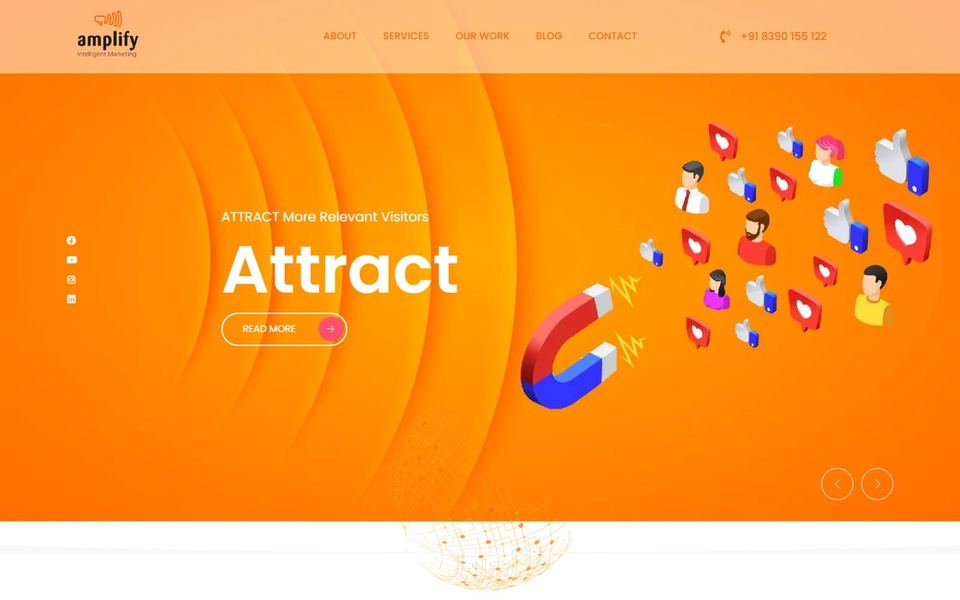 amplify
Intelligent Marketing
ABOUT
SERVICES
OUR WORK
BLOG
CONTACT
+91 8390 155 122
ATTRACT More Relevant Visitors
Attract
READ MORE